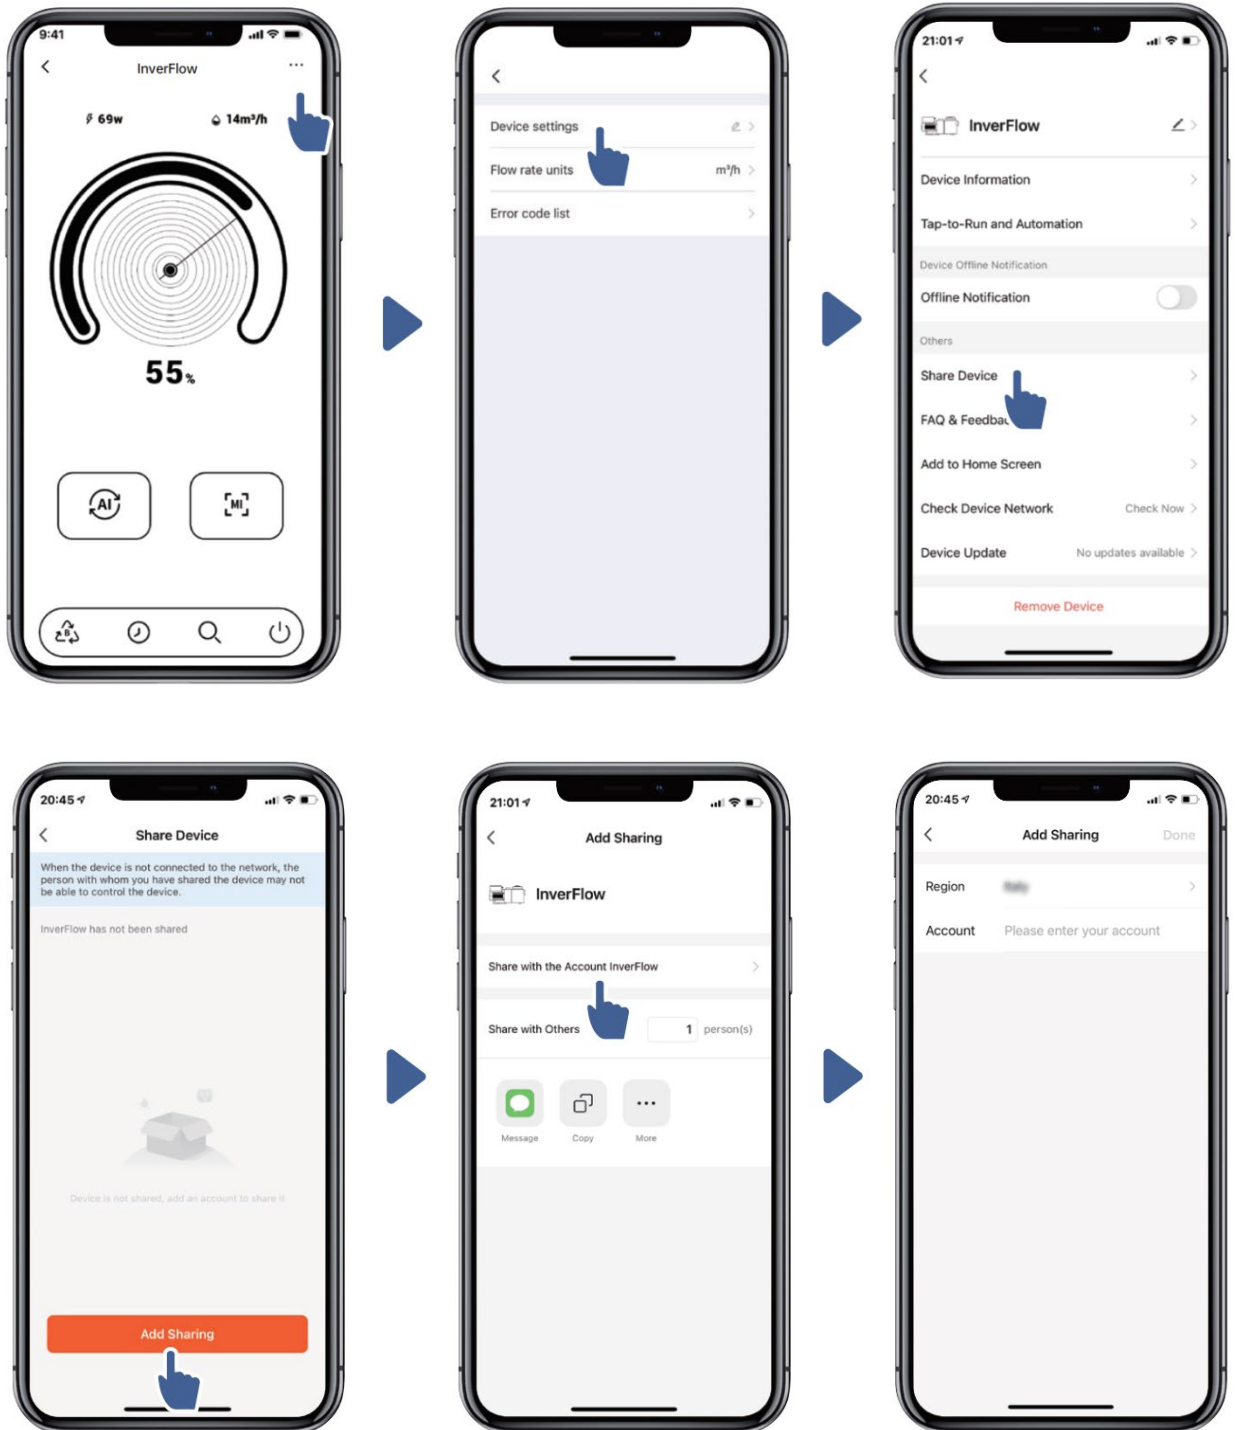 9:41
InverFlow
...
69w
14m³/h
55%
AI
MI
B
Device settings
Flow rate units m³/h
Error code list
21:01
InverFlow
Device Information
Tap-to-Run and Automation
Device Offline Notification
Offline Notification
Others
Share Device
FAQ & Feedbac
Add to Home Screen
Check Device Network Check Now
Device Update No updates available
Remove Device
20:45
Share Device
When the device is not connected to the network, the
person with whom you have shared the device may not
be able to control the device.
InverFlow has not been shared
Device is not shared, add an account to share it
Add Sharing
21:01
Add Sharing
InverFlow
Share with the Account InverFlow
Share with Others 1 person(s)
Message Copy More
20:45
Add Sharing Done
Region
Account Please enter your account